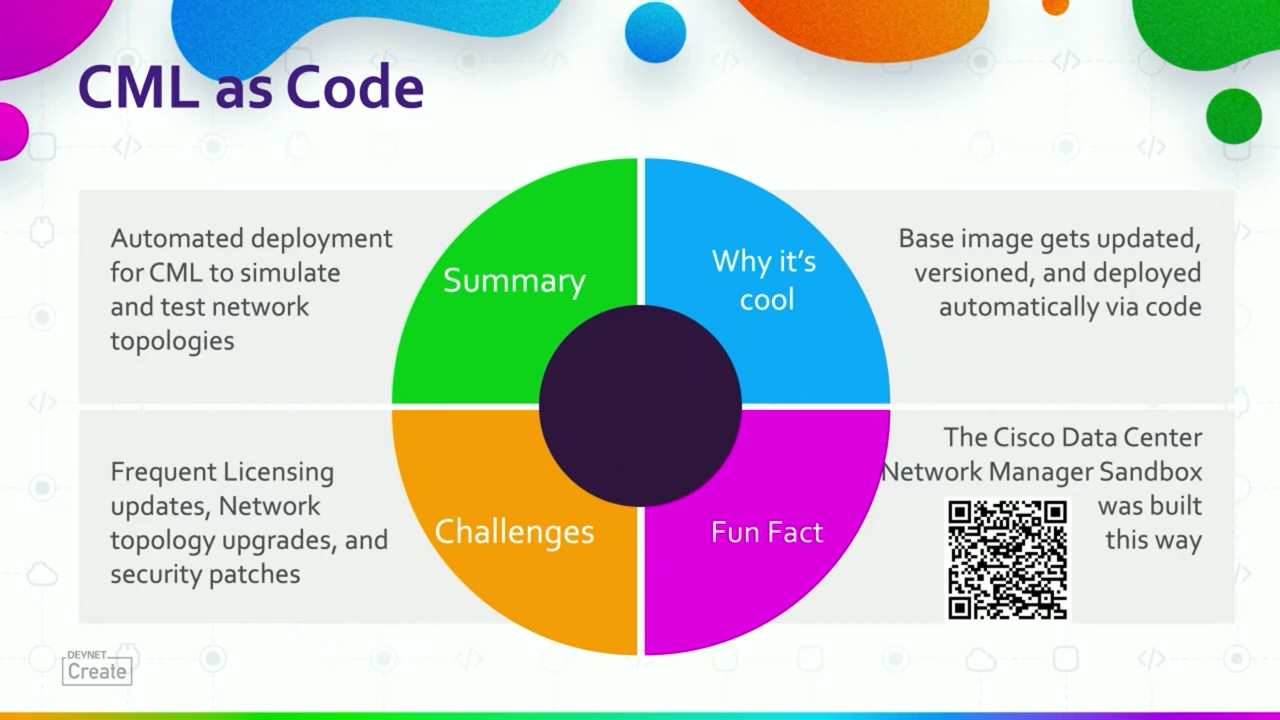 CML as Code
Automated deployment
for CML to simulate
and test network
topologies
Summary
Why it's
cool
Base image gets updated,
versioned, and deployed
automatically via code
Frequent Licensing
updates, Network
topology upgrades, and
security patches
Challenges
Fun Fact
The Cisco Data Center
Network Manager Sandbox
was built
this way
DEVNET
Create